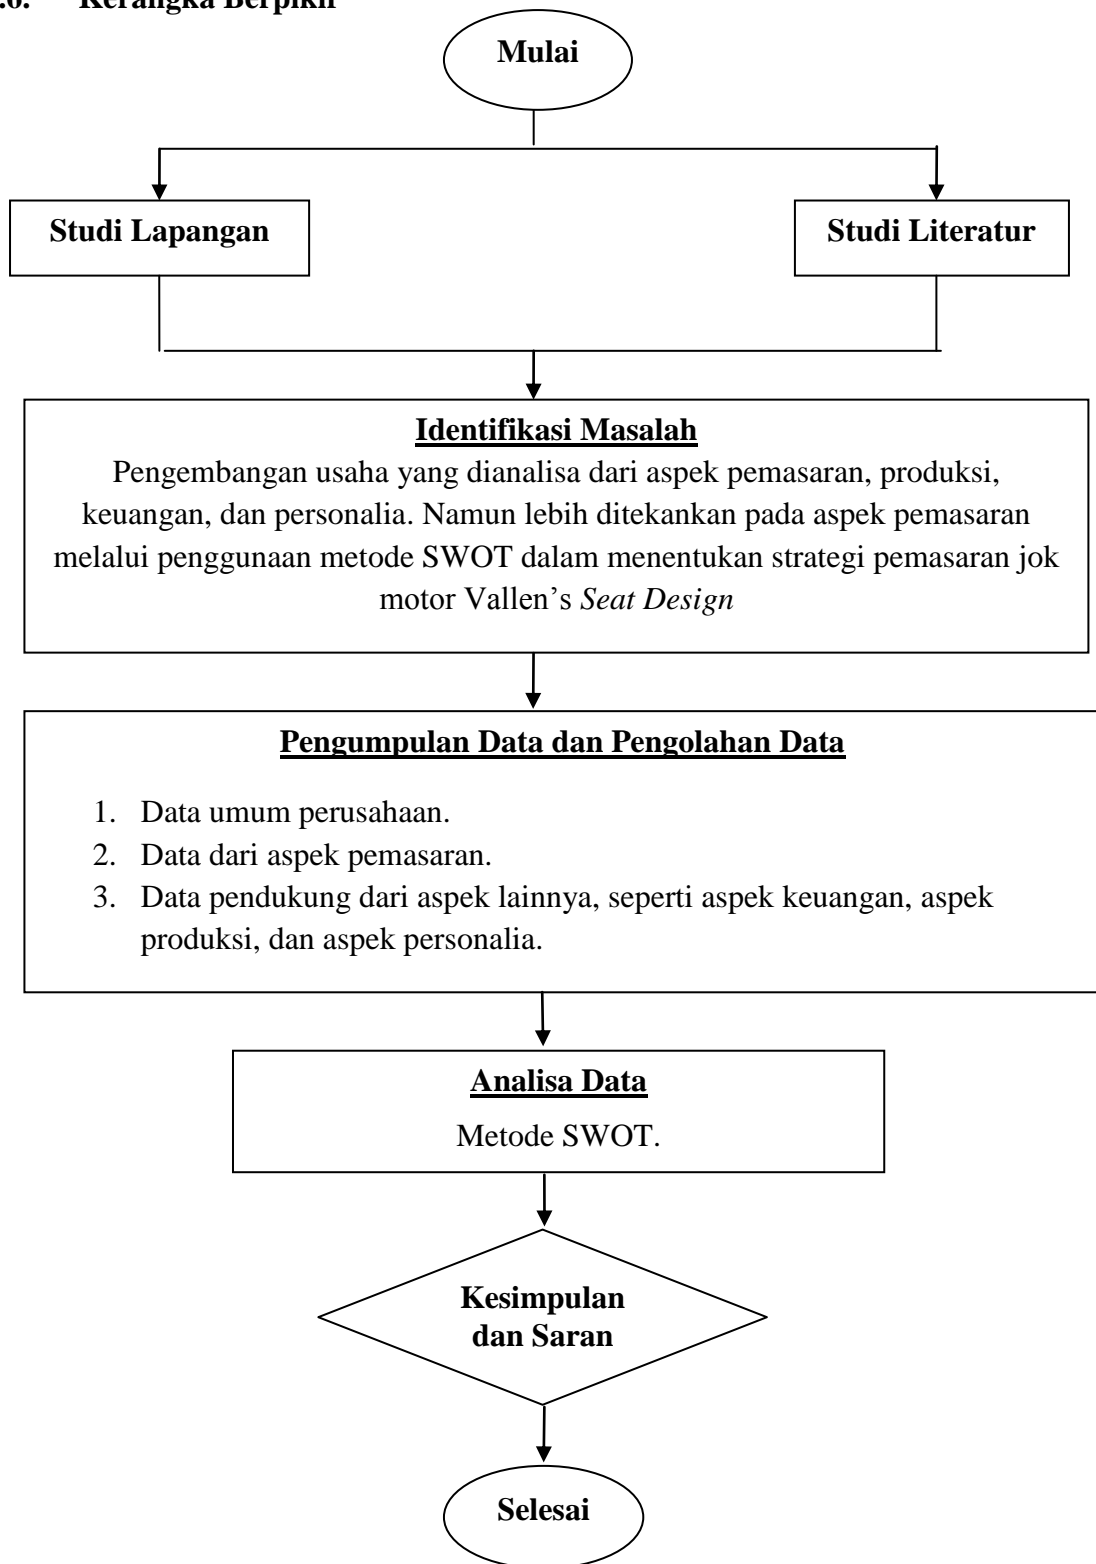 .6. Kerangka Berpikir
Mulai
Studi Lapangan
Studi Literatur
Identifikasi Masalah
Pengembangan usaha yang dianalisa dari aspek pemasaran, produksi,
keuangan, dan personalia. Namun lebih ditekankan pada aspek pemasaran
melalui penggunaan metode SWOT dalam menentukan strategi pemasaran jok
motor Vallen’s Seat Design
Pengumpulan Data dan Pengolahan Data
1. Data umum perusahaan.
2. Data dari aspek pemasaran.
3. Data pendukung dari aspek lainnya, seperti aspek keuangan, aspek
produksi, dan aspek personalia.
Analisa Data
Metode SWOT.
Kesimpulan
dan Saran
Selesai